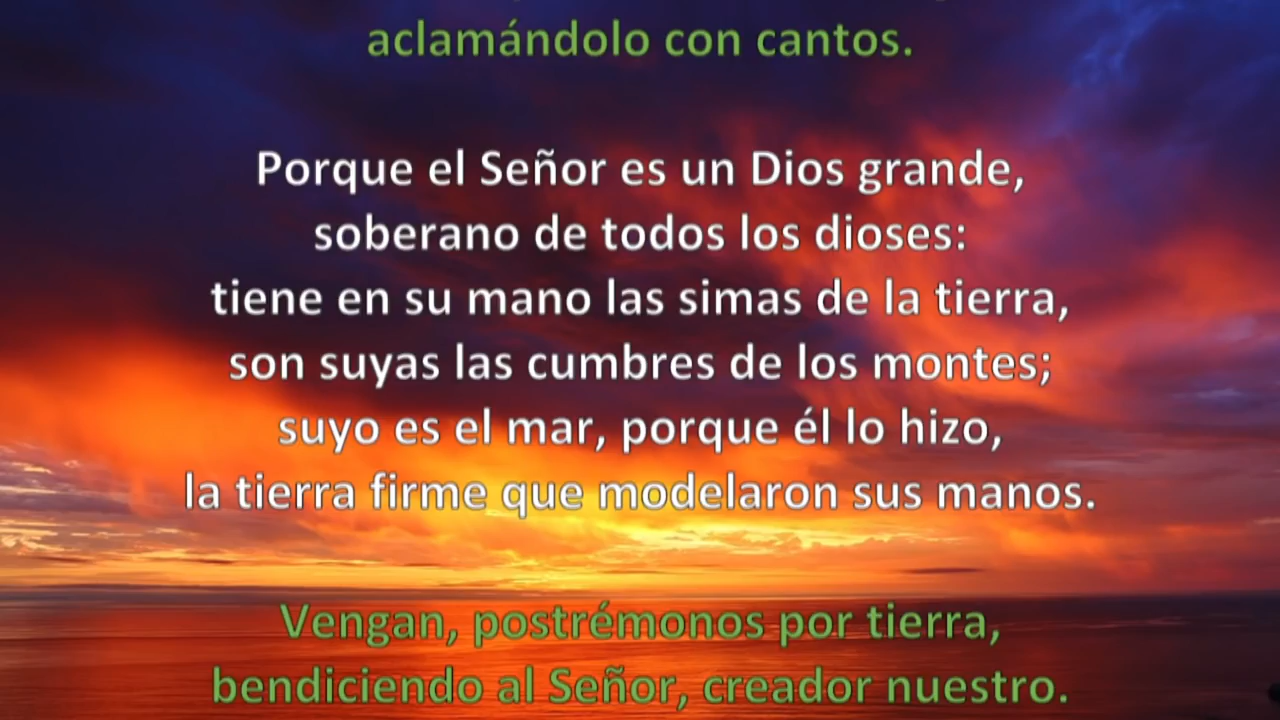 aclamándolo con cantos.
Porque el Señor es un Dios grande,
soberano de todos los dioses:
tiene en su mano las simas de la tierra,
son suyas las cumbres de los montes;
suyo es el mar, porque él lo hizo,
la tierra firme que modelaron sus manos.
Vengan, postrémonos por tierra,
bendiciendo al Señor, creador nuestro.